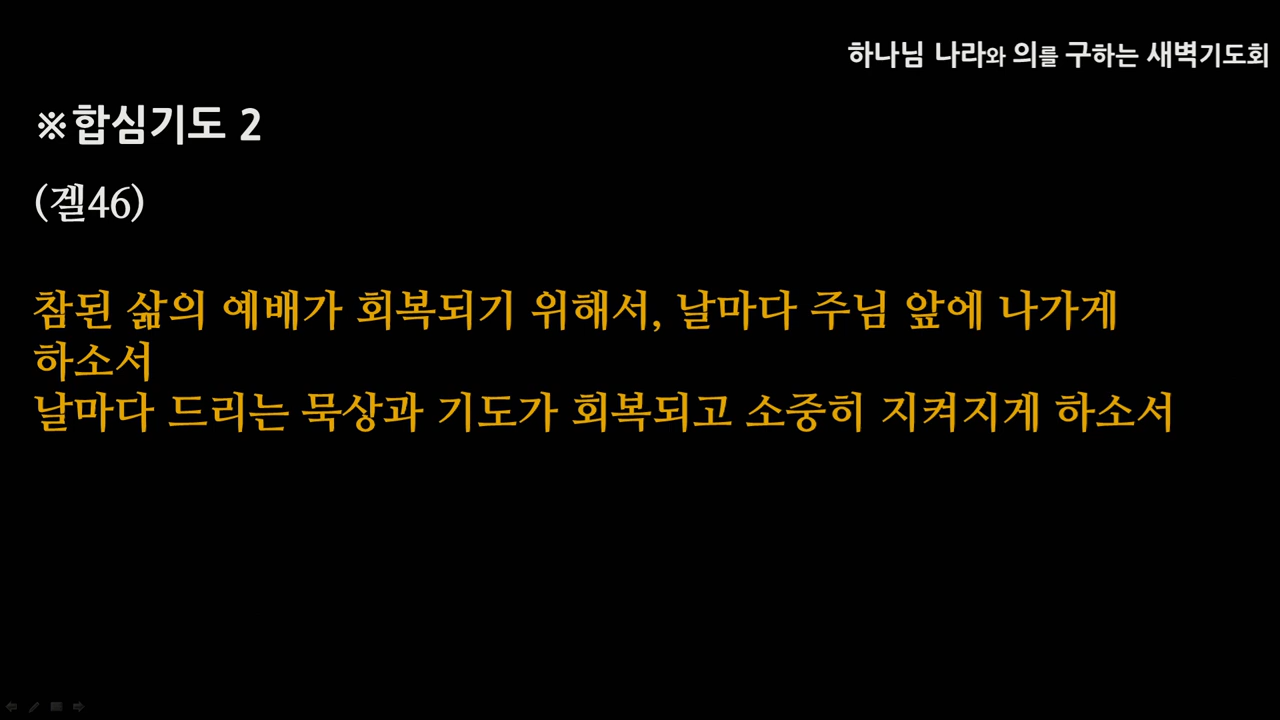 하나님 나라와 의를 구하는 새벽기도회
※합심기도 2
(겔46)
참된 삶의 예배가 회복되기 위해서, 날마다 주님 앞에 나가게
하소서
날마다 드리는 묵상과 기도가 회복되고 소중히 지켜지게 하소서